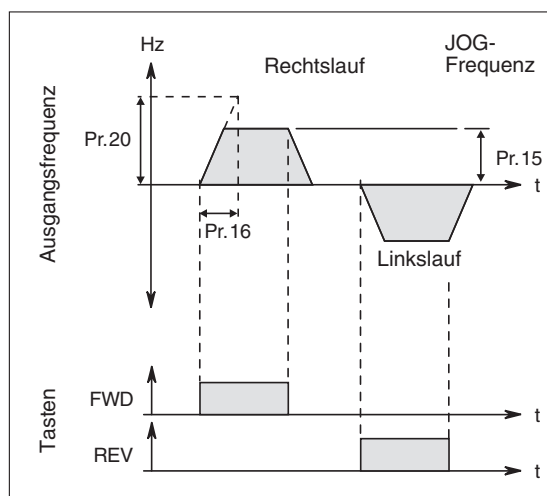 Hz
JOG-
Frequenz
Rechtslauf
Ausgangsfrequenz
Pr.20
Pr.15
t
Pr.16
Linkslauf
Tasten
FWD
t
REV
t